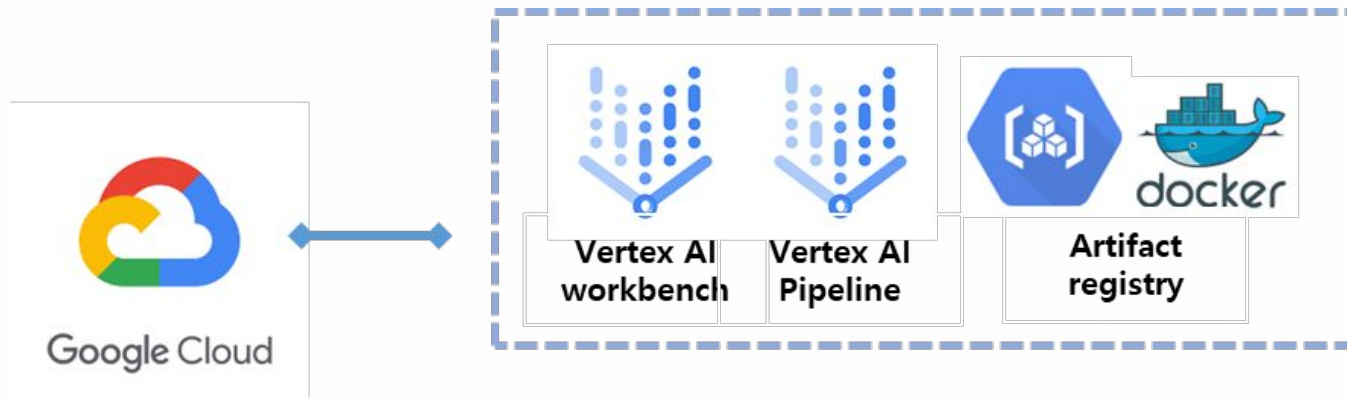 Google Cloud
Vertex AI
workbench
Vertex AI
Pipeline
docker
Artifact
registry